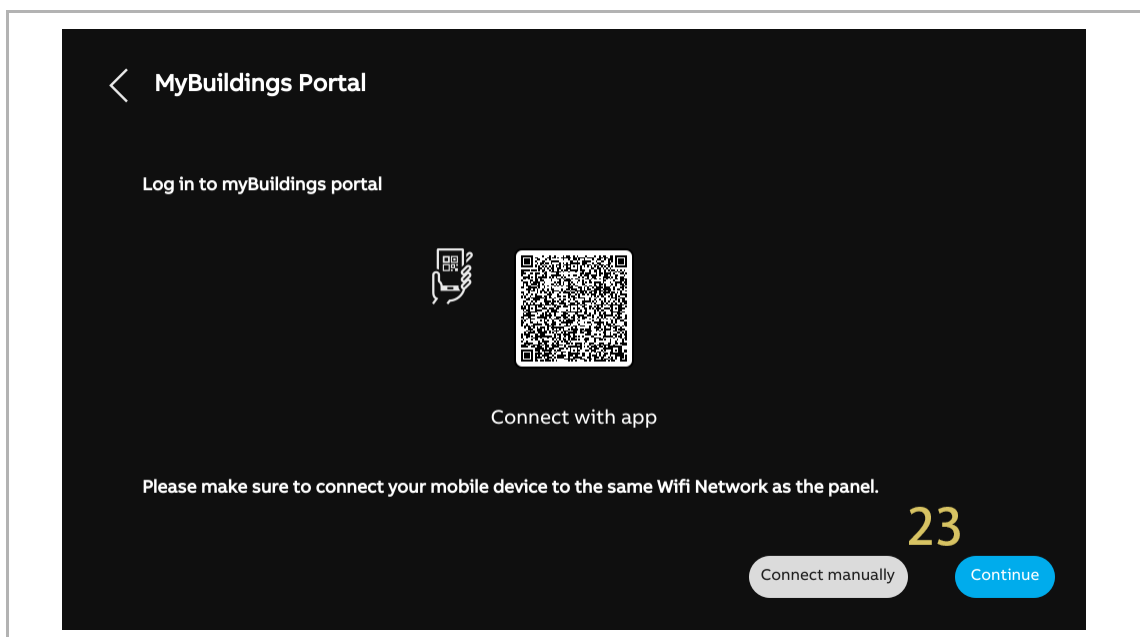 MyBuildings Portal
Log in to myBuildings portal
Connect with app
Please make sure to connect your mobile device to the same Wifi Network as the panel.
23
Connect manually
Continue